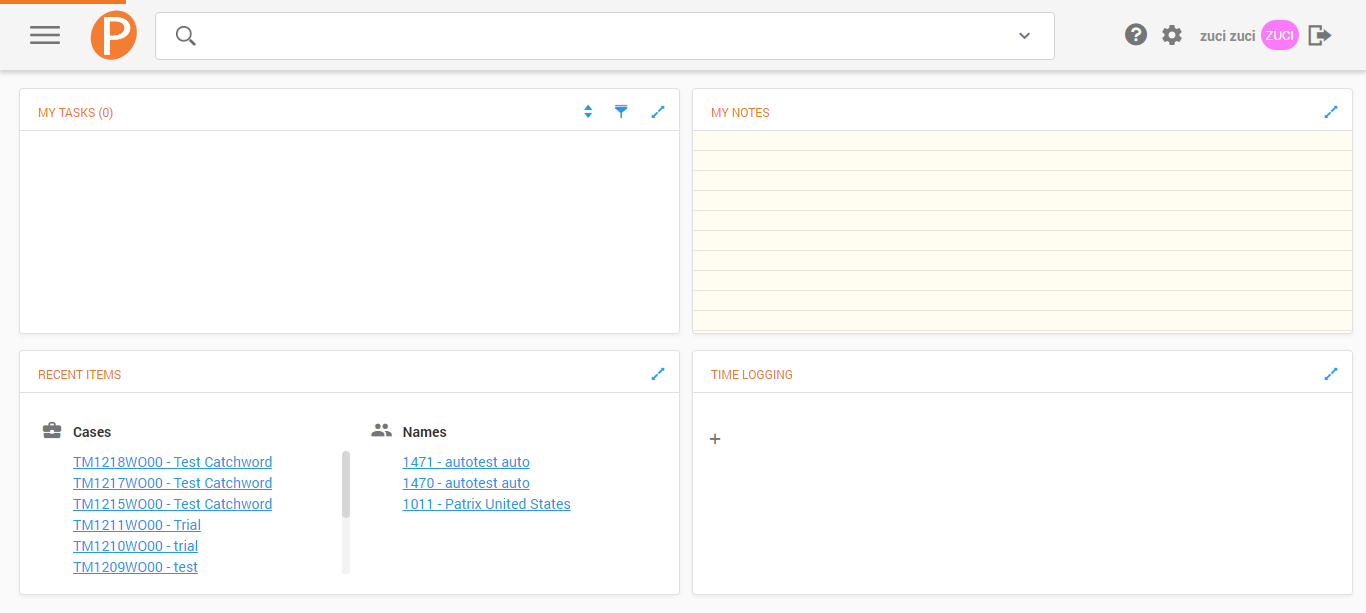 P
zuci zuci
ZUCI
MY TASKS (0)
MY NOTES
RECENT ITEMS
Cases
TM1218WO00 - Test Catchword
TM1217WO00 - Test Catchword
TM1215WO00 - Test Catchword
TM1211WO00 - Trial
TM1210WO00 - trial
TM1209WO00 - test
Names
1471 - autotest auto
1470 - autotest auto
1011 - Patrix United States
TIME LOGGING
+